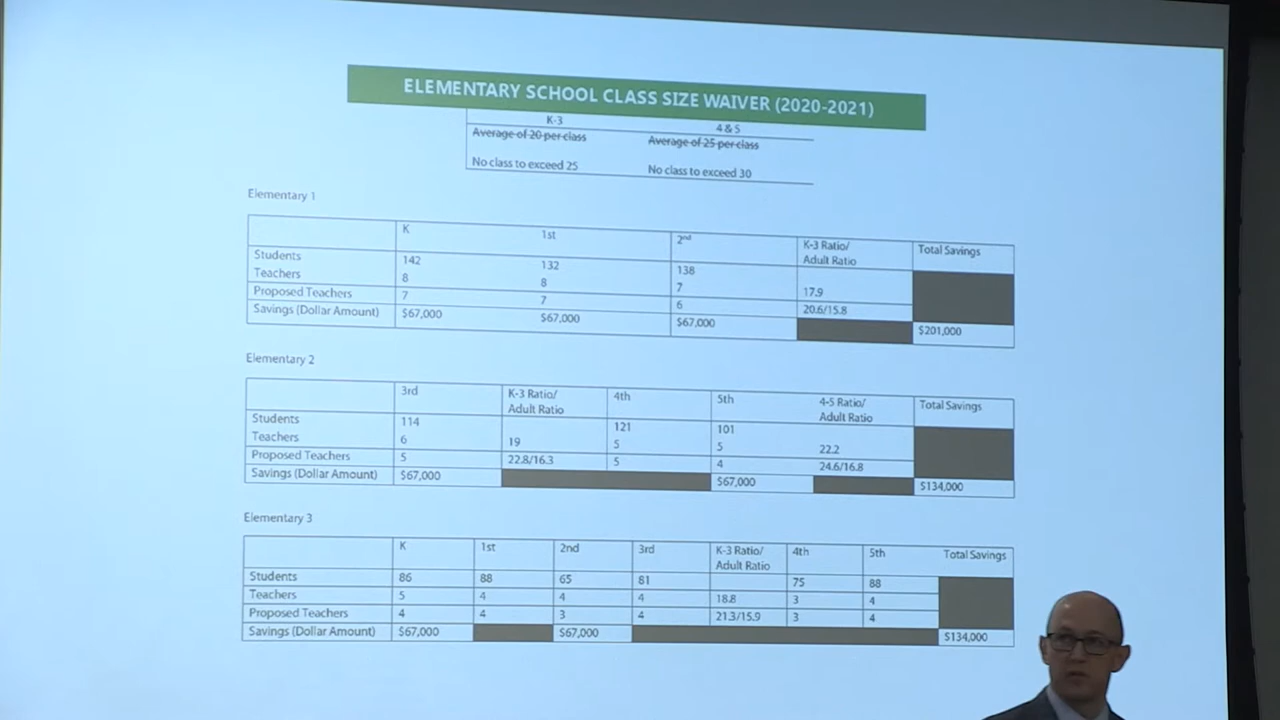 ELEMENTARY SCHOOL CLASS SIZE WAIVER (2020-2021)
K-3 4 & 5
Average of 20 per class Average of 25 per class
No class to exceed 25 No class to exceed 30
Elementary 1
K 1st 2nd K-3 Ratio/ Adult Ratio Total Savings
Students 142 132 138
Teachers 8 8 7 17.9
Proposed Teachers 7 7 6 20.6/15.8
Savings (Dollar Amount) $67,000 $67,000 $67,000 $201,000
Elementary 2
3rd K-3 Ratio/ Adult Ratio 4th 5th 4-5 Ratio/ Adult Ratio Total Savings
Students 114 121 101
Teachers 6 19 5 5 22.2
Proposed Teachers 5 22.8/16.3 5 4 24.6/16.8
Savings (Dollar Amount) $67,000 $67,000 $134,000
Elementary 3
K 1st 2nd 3rd K-3 Ratio/ Adult Ratio 4th 5th Total Savings
Students 86 88 65 81 75 88
Teachers 5 4 4 4 18.8 3 4
Proposed Teachers 4 4 3 4 21.3/15.9 3 4
Savings (Dollar Amount) $67,000 $67,000 $134,000